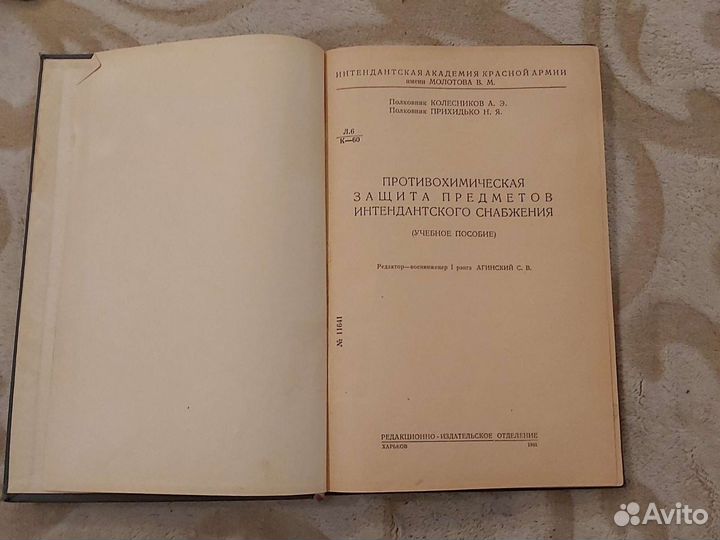 ИНТЕНДАНТСКАЯ АКАДЕМИЯ КРАСНОЙ АРМИИ
имени МОЛОТОВА В. М.
Полковник КОЛЕСНИКОВ А. Э.
Полковник ПРИХИДЬКО Н. Я.
Л.6
К—60
ПРОТИВОХИМИЧЕСКАЯ
ЗАЩИТА ПРЕДМЕТОВ
ИНТЕНДАНТСКОГО СНАБЖЕНИЯ
(УЧЕБНОЕ ПОСОБИЕ)
Редактор—военинженер I ранга АГИНСКИЙ С. В.
№ 11641
РЕДАКЦИОННО-ИЗДАТЕЛЬСКОЕ ОТДЕЛЕНИЕ
ХАРЬКОВ 1941
Avito